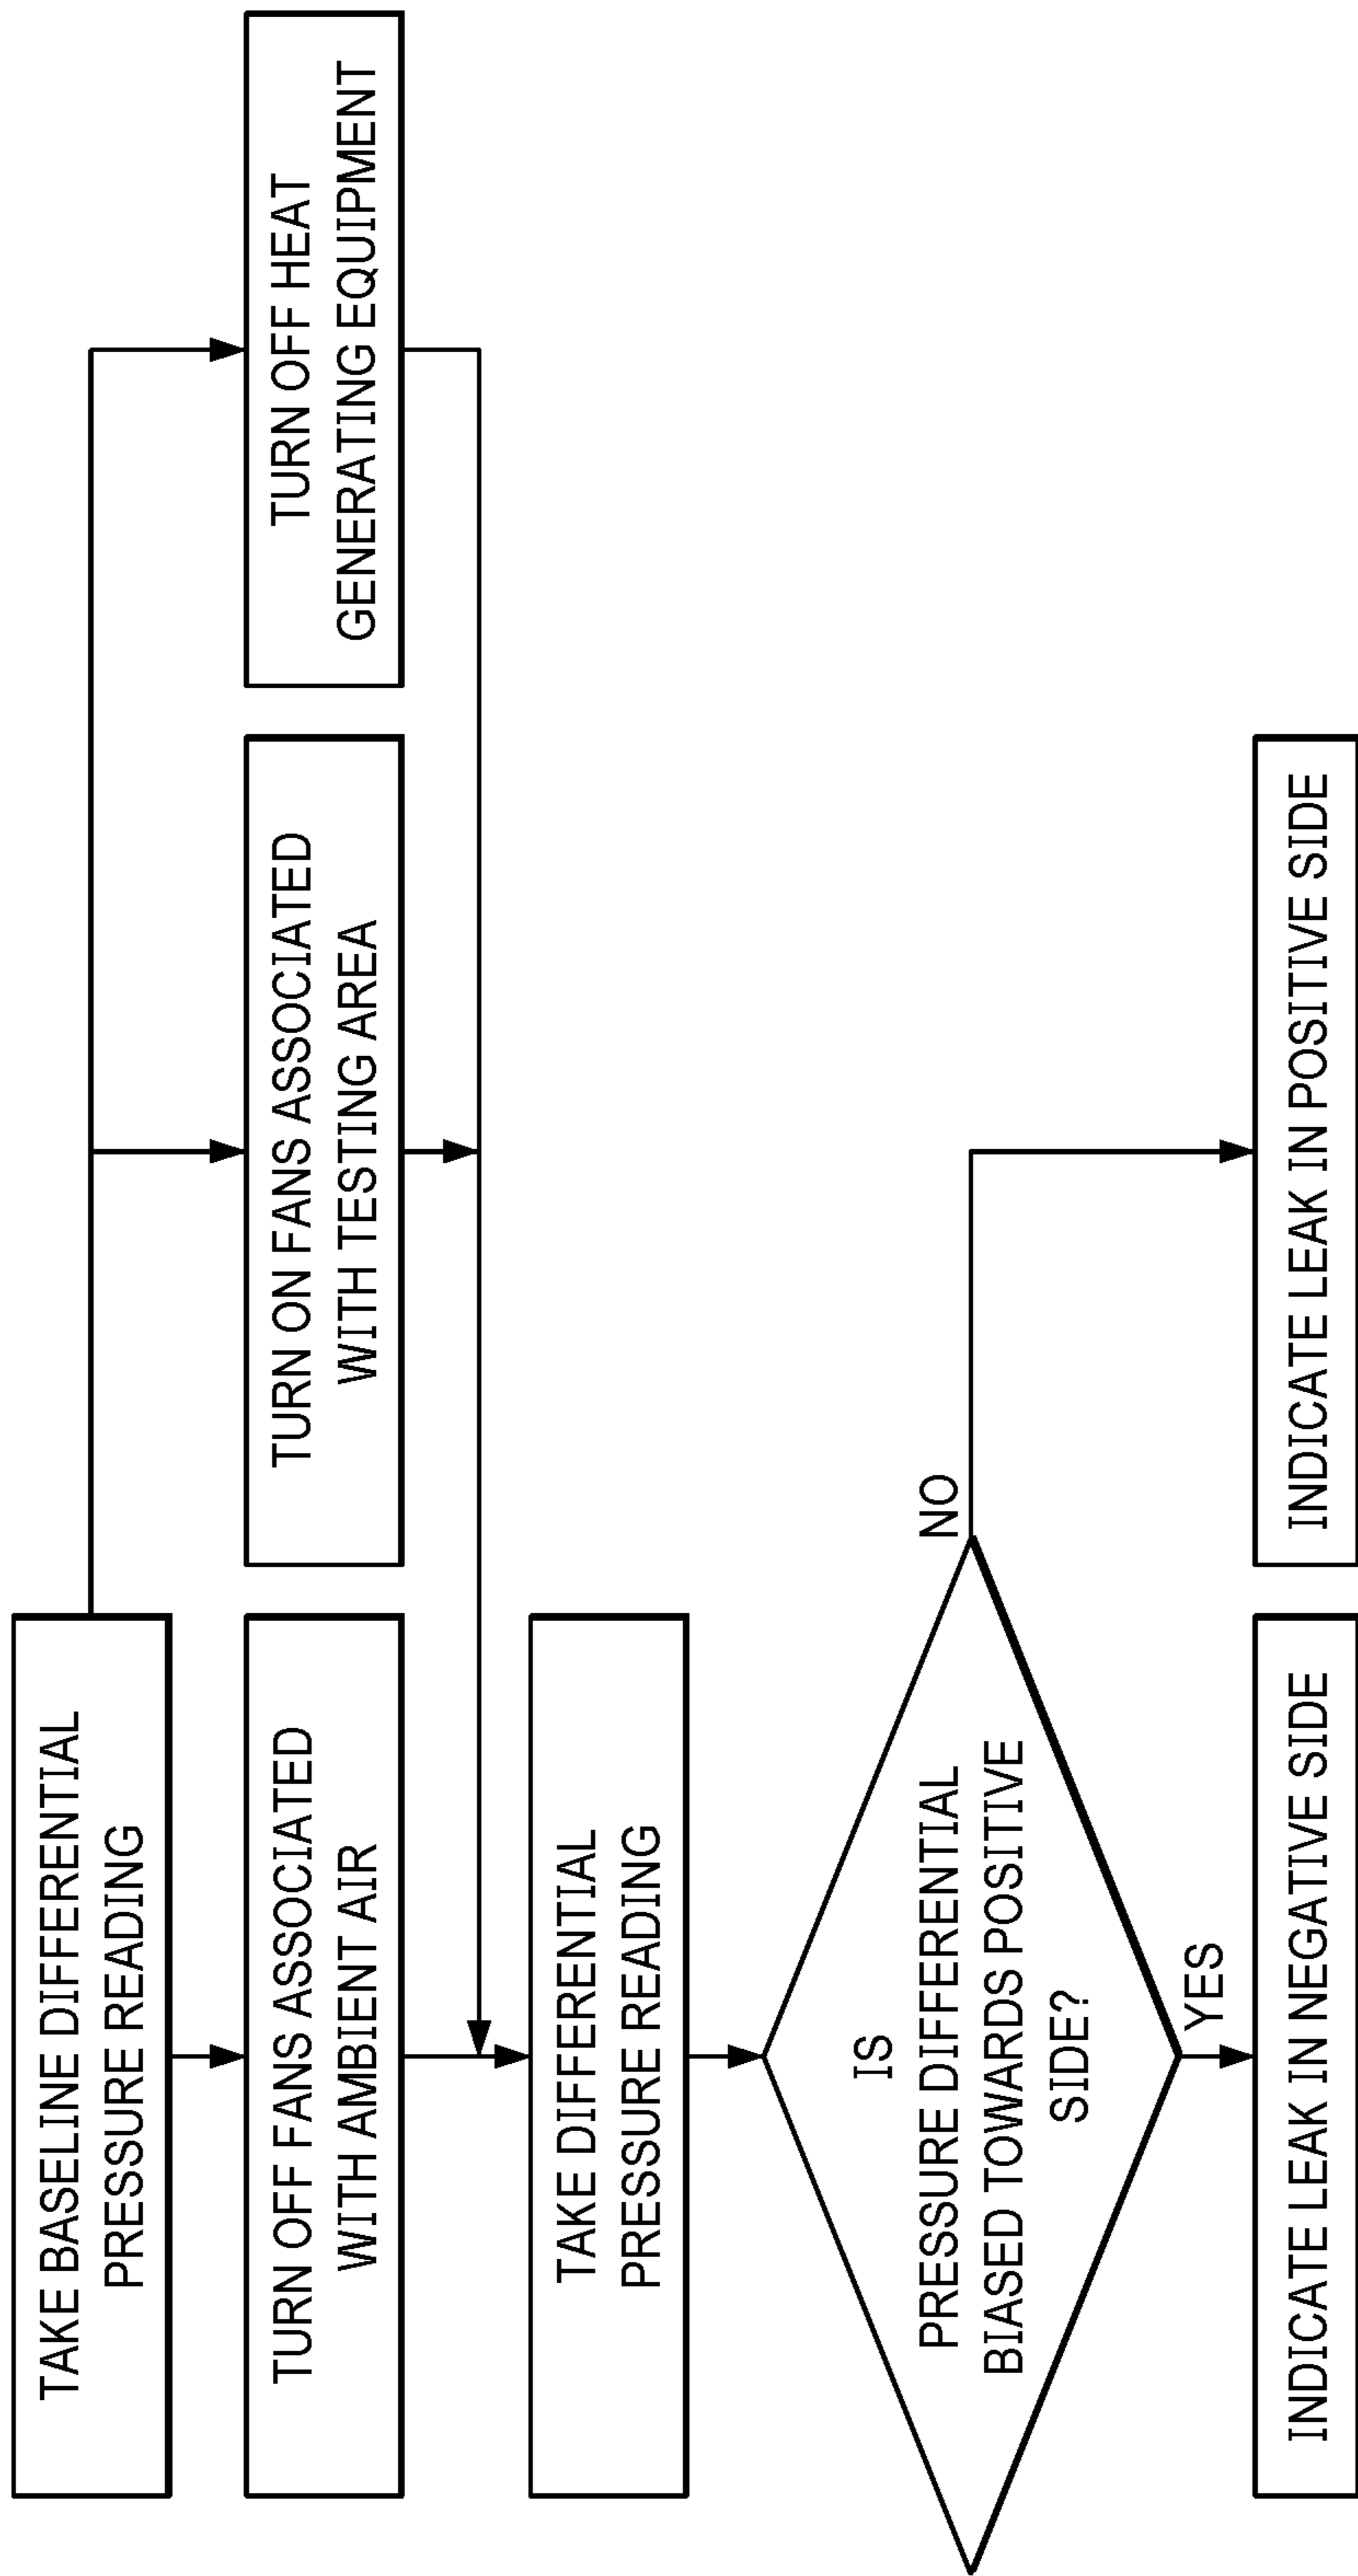 TAKE BASELINE DIFFERENTIAL
PRESSURE READING
TURN OFF FANS ASSOCIATED
WITH AMBIENT AIR
TURN ON FANS ASSOCIATED
WITH TESTING AREA
TURN OFF HEAT
GENERATING EQUIPMENT
TAKE DIFFERENTIAL
PRESSURE READING
IS
PRESSURE DIFFERENTIAL
BIASED TOWARDS POSITIVE
SIDE?
NO
YES
INDICATE LEAK IN NEGATIVE SIDE
INDICATE LEAK IN POSITIVE SIDE